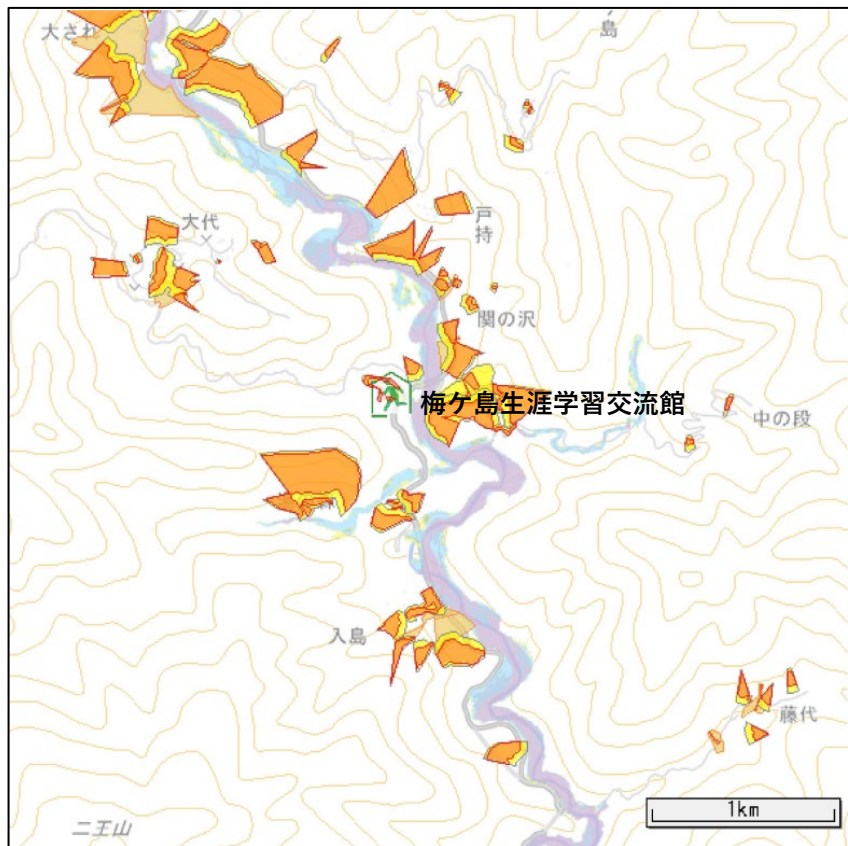 大ざれ
島
大代
戸持
関の沢
梅ケ島生涯学習交流館
中の段
入島
藤代
二王山
1km